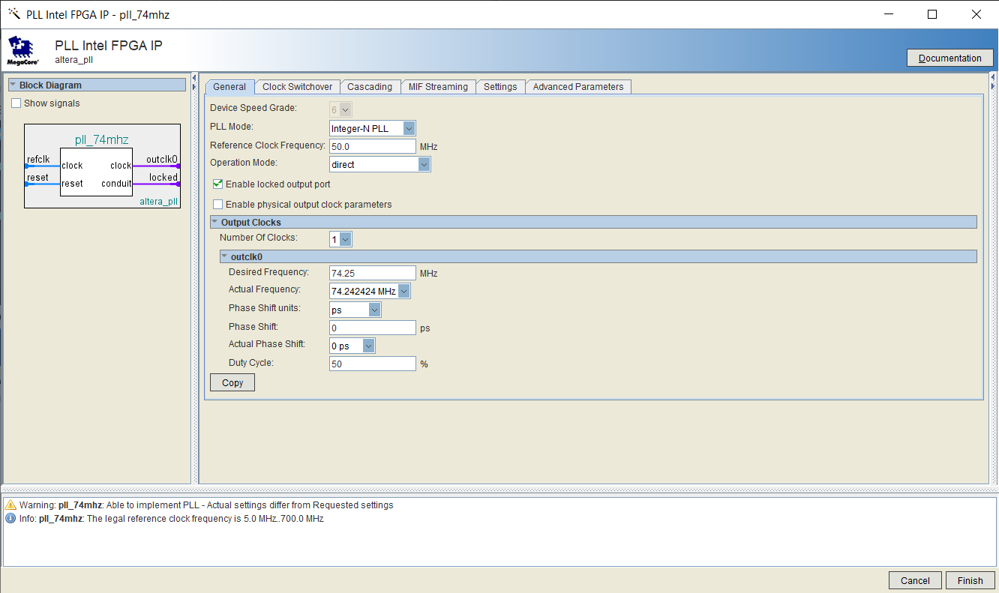 PLL Intel FPGA IP - pll_74mhz
PLL Intel FPGA IP
altera_pll
MegaCore®
Documentation
Block Diagram
Show signals
pll_74mhz
refclk
clock
clock
outclk0
reset
reset
conduit
locked
altera_pll
General
Clock Switchover
Cascading
MIF Streaming
Settings
Advanced Parameters
Device Speed Grade: 6
PLL Mode: Integer-N PLL
Reference Clock Frequency: 50.0 MHz
Operation Mode: direct
Enable locked output port
Enable physical output clock parameters
Output Clocks
Number Of Clocks: 1
outclk0
Desired Frequency: 74.25 MHz
Actual Frequency: 74.242424 MHz
Phase Shift units: ps
Phase Shift: 0 ps
Actual Phase Shift: 0 ps
Duty Cycle: 50 %
Copy
Warning: pll_74mhz: Able to implement PLL - Actual settings differ from Requested settings
Info: pll_74mhz: The legal reference clock frequency is 5.0 MHz..700.0 MHz
Cancel
Finish